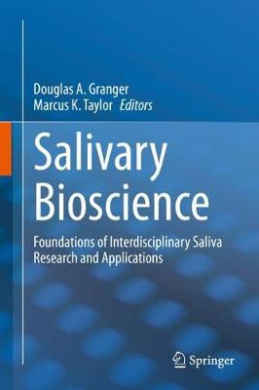 Douglas A. Granger
Marcus K. Taylor Editors
Salivary
Bioscience
Foundations of Interdisciplinary Saliva
Research and Applications
Springer